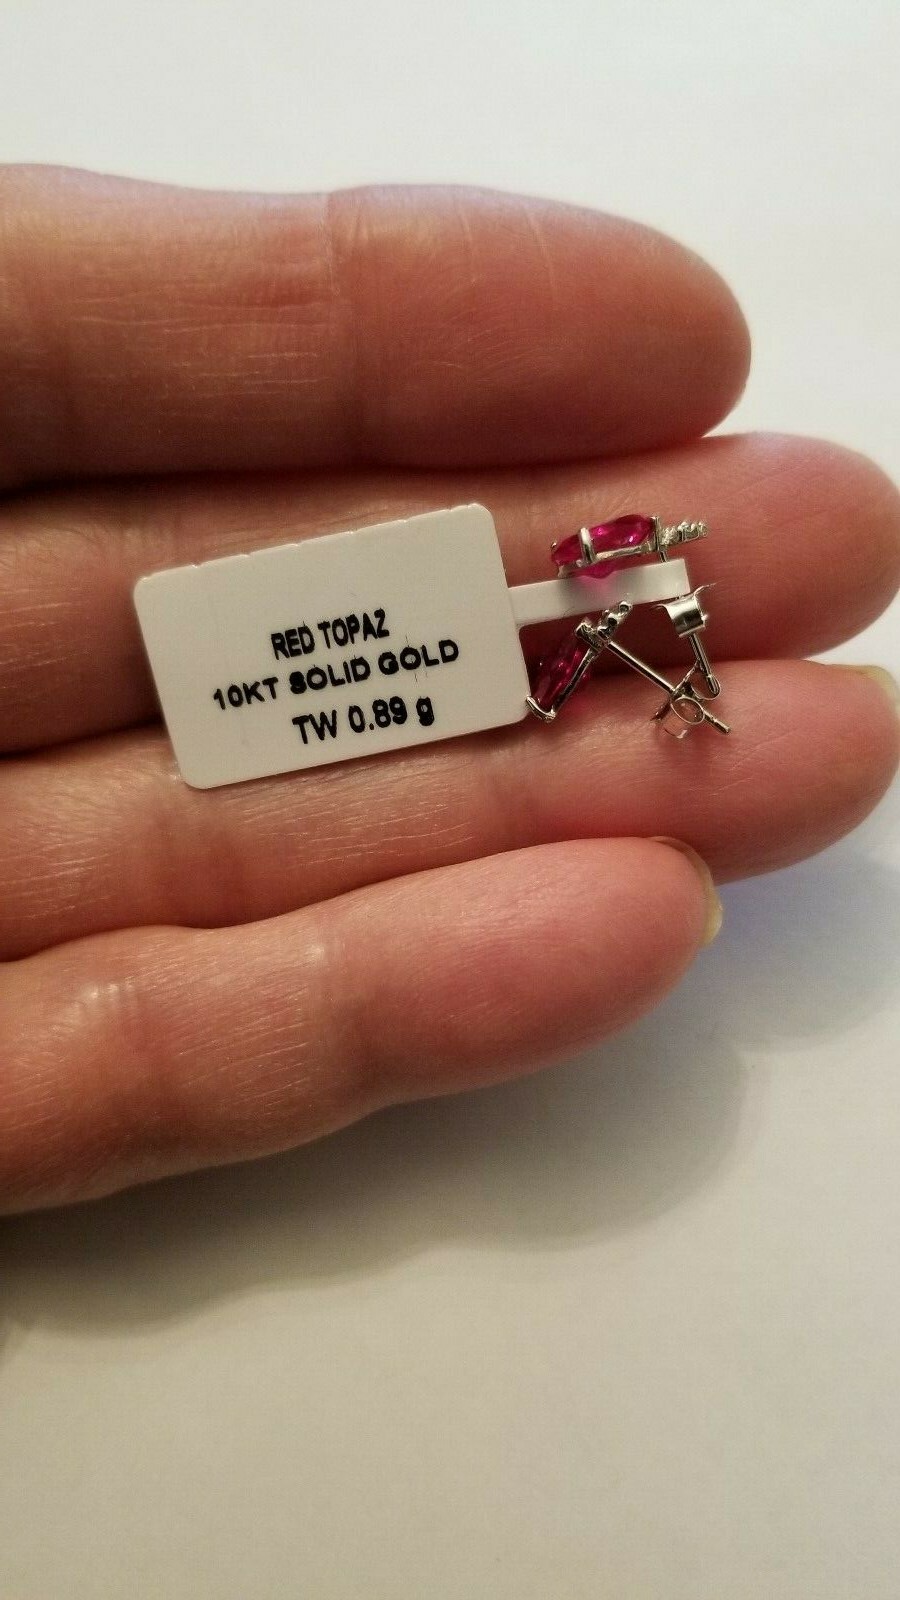 RED TOPAZ
10KT SOLID GOLD
TW 0.89 g